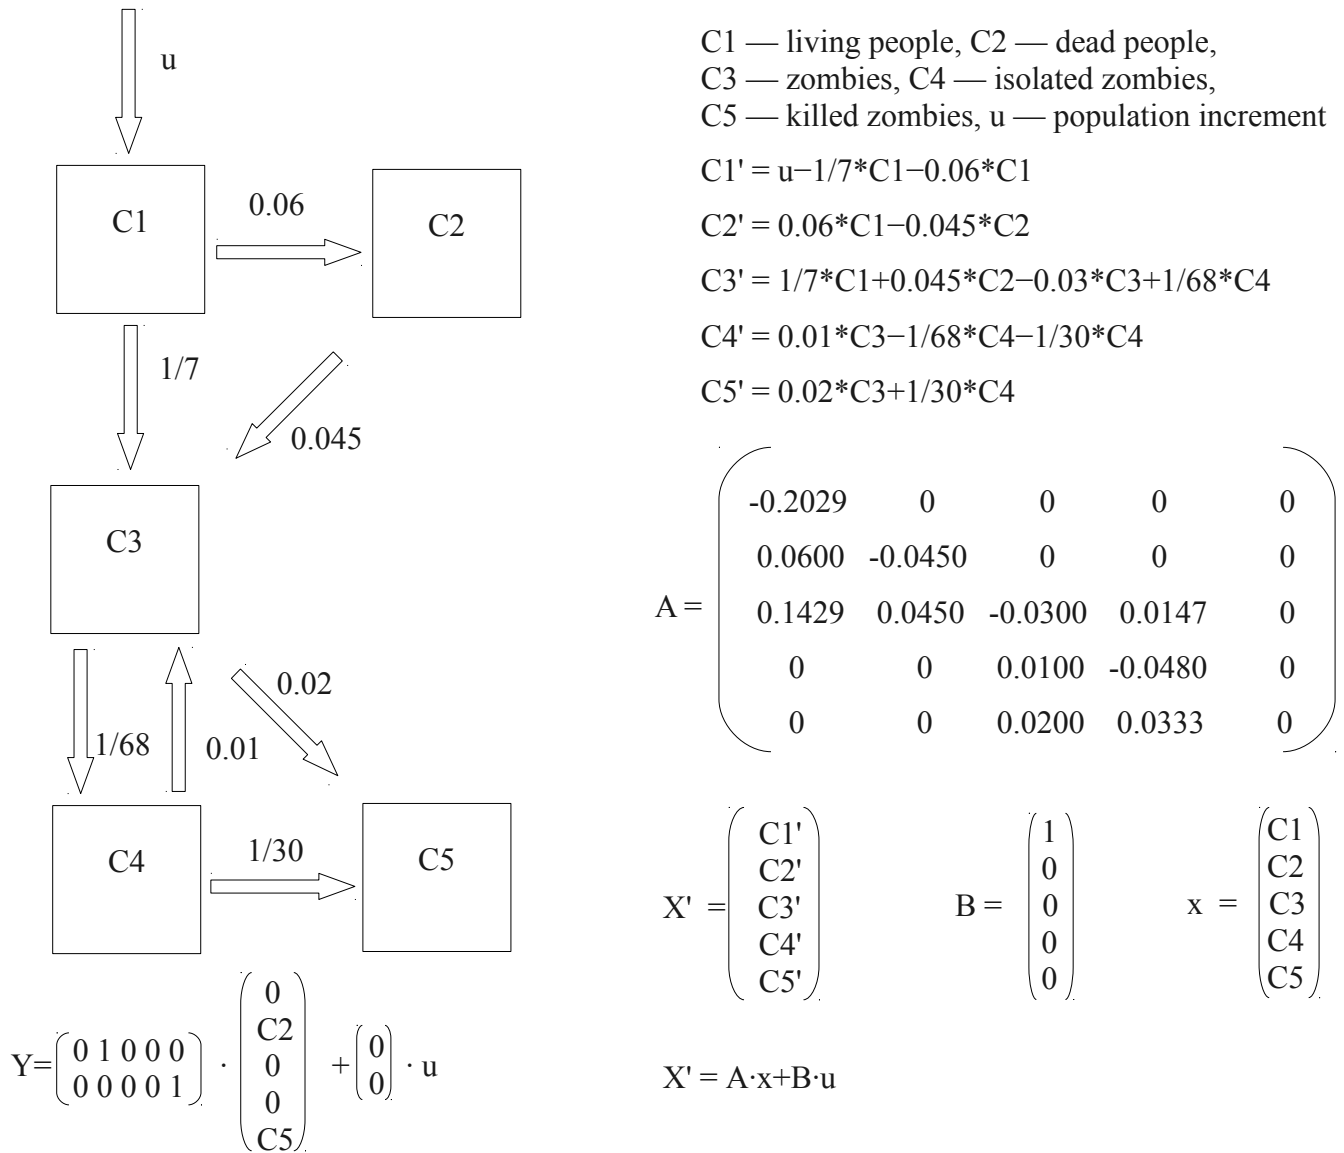 u
C1
0.06
C2
1/7
0.045
C3
1/68
0.01
0.02
C4
1/30
C5
C1 — living people, C2 — dead people,
C3 — zombies, C4 — isolated zombies,
C5 — killed zombies, u — population increment
C1' = u−1/7*C1−0.06*C1
C2' = 0.06*C1−0.045*C2
C3' = 1/7*C1+0.045*C2−0.03*C3+1/68*C4
C4' = 0.01*C3−1/68*C4−1/30*C4
C5' = 0.02*C3+1/30*C4
-0.2029 0 0 0 0
0.0600 -0.0450 0 0 0
A = 0.1429 0.0450 -0.0300 0.0147 0
0 0 0.0100 -0.0480 0
0 0 0.0200 0.0333 0
X' = ( C1' C2' C3' C4' C5' )
B = ( 1 0 0 0 0 )
x = ( C1 C2 C3 C4 C5 )
Y= ( 0 1 0 0 0
0 0 0 0 1 ) · ( 0 C2 0 0 C5 ) + ( 0 0 ) · u
X' = A·x+B·u